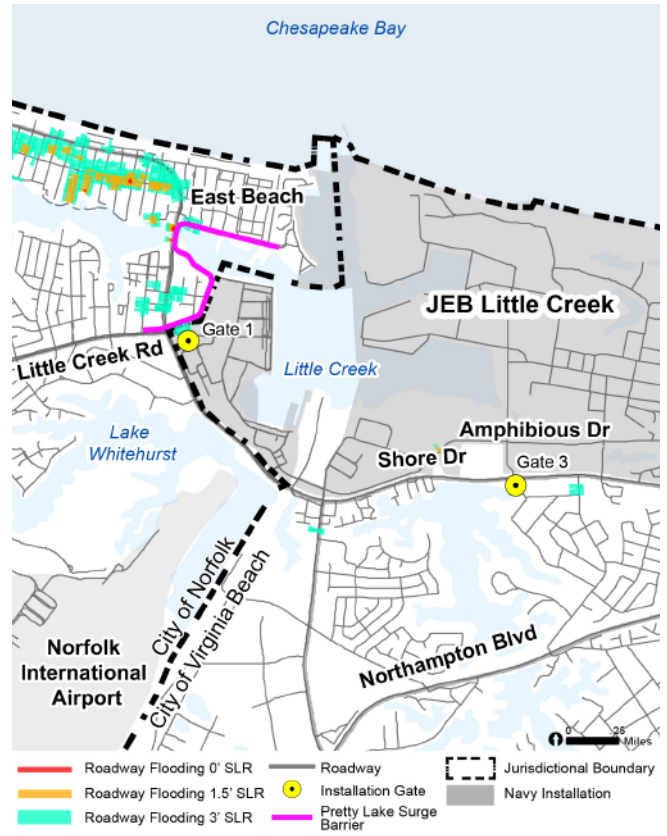 Chesapeake Bay
East Beach
JEB Little Creek
Gate 1
Little Creek Rd
Little Creek
Lake
Whitehurst
Amphibious Dr
Shore Dr
Gate 3
City of Norfolk
City of Virginia Beach
Norfolk
International
Airport
Northampton Blvd
0 .25
Miles
Roadway Flooding 0' SLR
Roadway Flooding 1.5' SLR
Roadway Flooding 3' SLR
Roadway
Installation Gate
Pretty Lake Surge
Barrier
Jurisdictional Boundary
Navy Installation